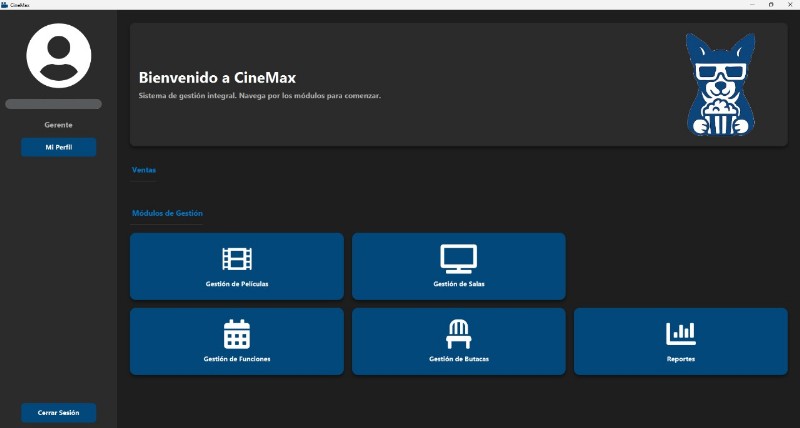 CineMax
Bienvenido a CineMax
Sistema de gestión integral. Navega por los módulos para comenzar.
Gerente
Mi Perfil
Ventas
Módulos de Gestión
Gestión de Películas
Gestión de Salas
Gestión de Funciones
Gestión de Butacas
Reportes
Cerrar Sesión